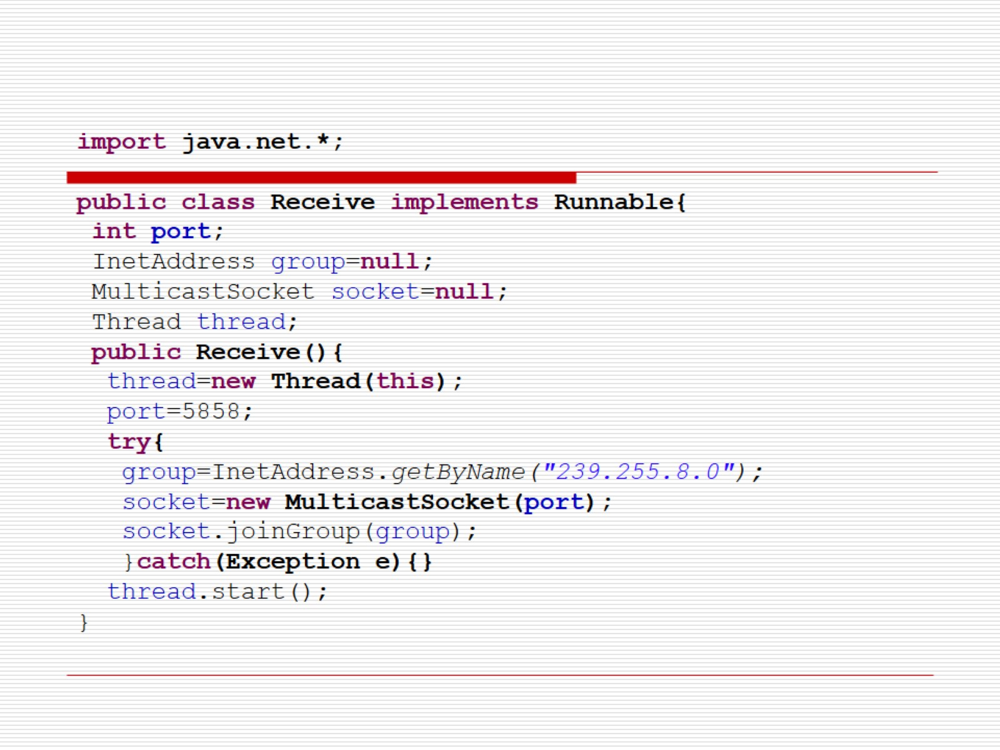 import java.net.*;
public class Receive implements Runnable{
int port;
InetAddress group=null;
MulticastSocket socket=null;
Thread thread;
public Receive(){
thread=new Thread(this);
port=5858;
try{
group=InetAddress.getByName("239.255.8.0");
socket=new MulticastSocket(port);
socket.joinGroup(group);
}catch(Exception e){}
thread.start();
}